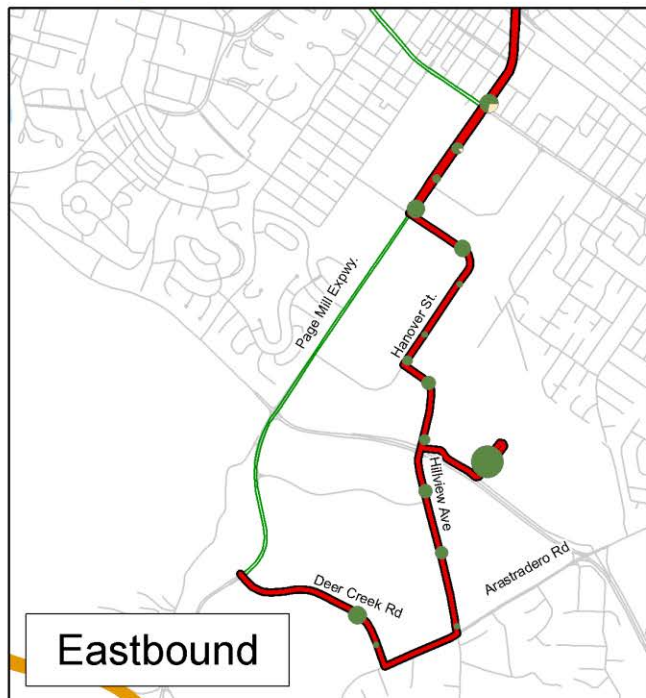 Page Mill Expwy.
Hanover St.
Hillview Ave
Arastradero Rd
Deer Creek Rd
Eastbound